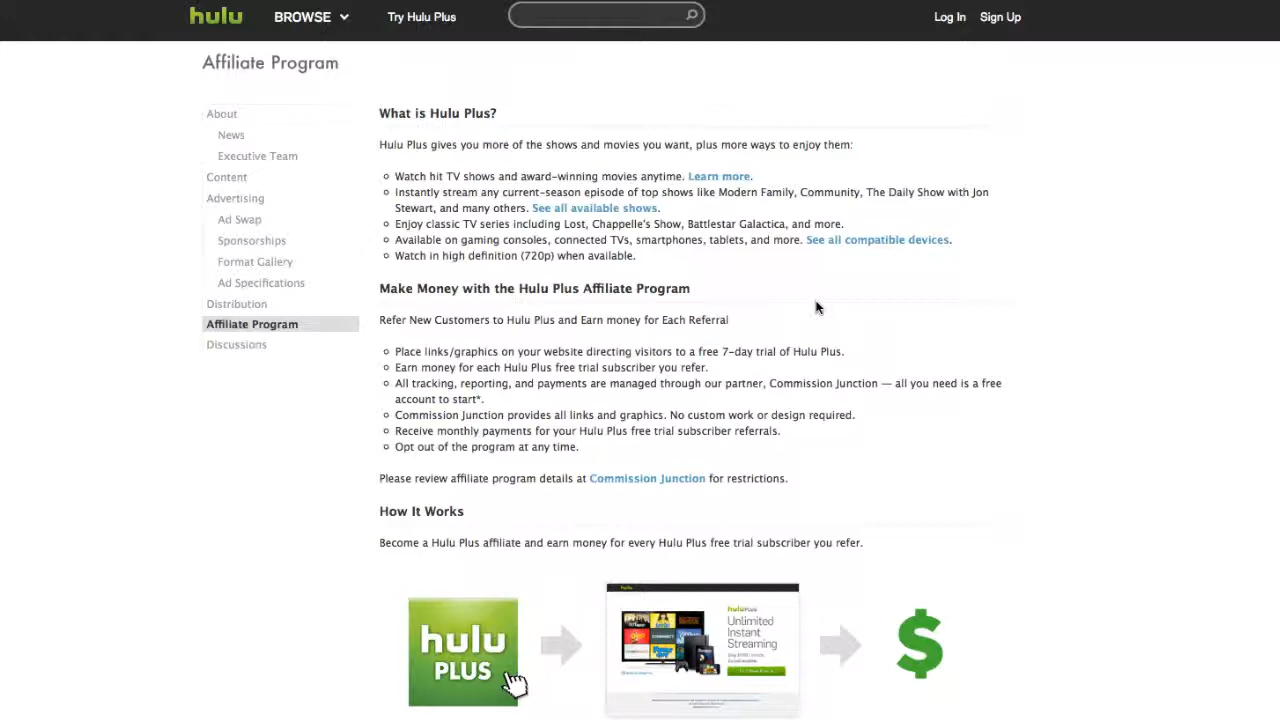 hulu BROWSE Try Hulu Plus Log In Sign Up
Affiliate Program
About
News
Executive Team
Content
Advertising
Ad Swap
Sponsorships
Format Gallery
Ad Specifications
Distribution
Affiliate Program
Discussions
What is Hulu Plus?
Hulu Plus gives you more of the shows and movies you want, plus more ways to enjoy them:
Watch hit TV shows and award-winning movies anytime. Learn more.
Instantly stream any current-season episode of top shows like Modern Family, Community, The Daily Show with Jon
Stewart, and many others. See all available shows.
Enjoy classic TV series including Lost, Chappelle's Show, Battlestar Galactica, and more.
Available on gaming consoles, connected TVs, smartphones, tablets, and more. See all compatible devices.
Watch in high definition (720p) when available.
Make Money with the Hulu Plus Affiliate Program
Refer New Customers to Hulu Plus and Earn money for Each Referral
Place links/graphics on your website directing visitors to a free 7-day trial of Hulu Plus.
Earn money for each Hulu Plus free trial subscriber you refer.
All tracking, reporting, and payments are managed through our partner, Commission Junction — all you need is a free
account to start*.
Commission Junction provides all links and graphics. No custom work or design required.
Receive monthly payments for your Hulu Plus free trial subscriber referrals.
Opt out of the program at any time.
Please review affiliate program details at Commission Junction for restrictions.
How It Works
Become a Hulu Plus affiliate and earn money for every Hulu Plus free trial subscriber you refer.
hulu
PLUS
hulu
huluPLUS
Unlimited
Instant
Streaming
$